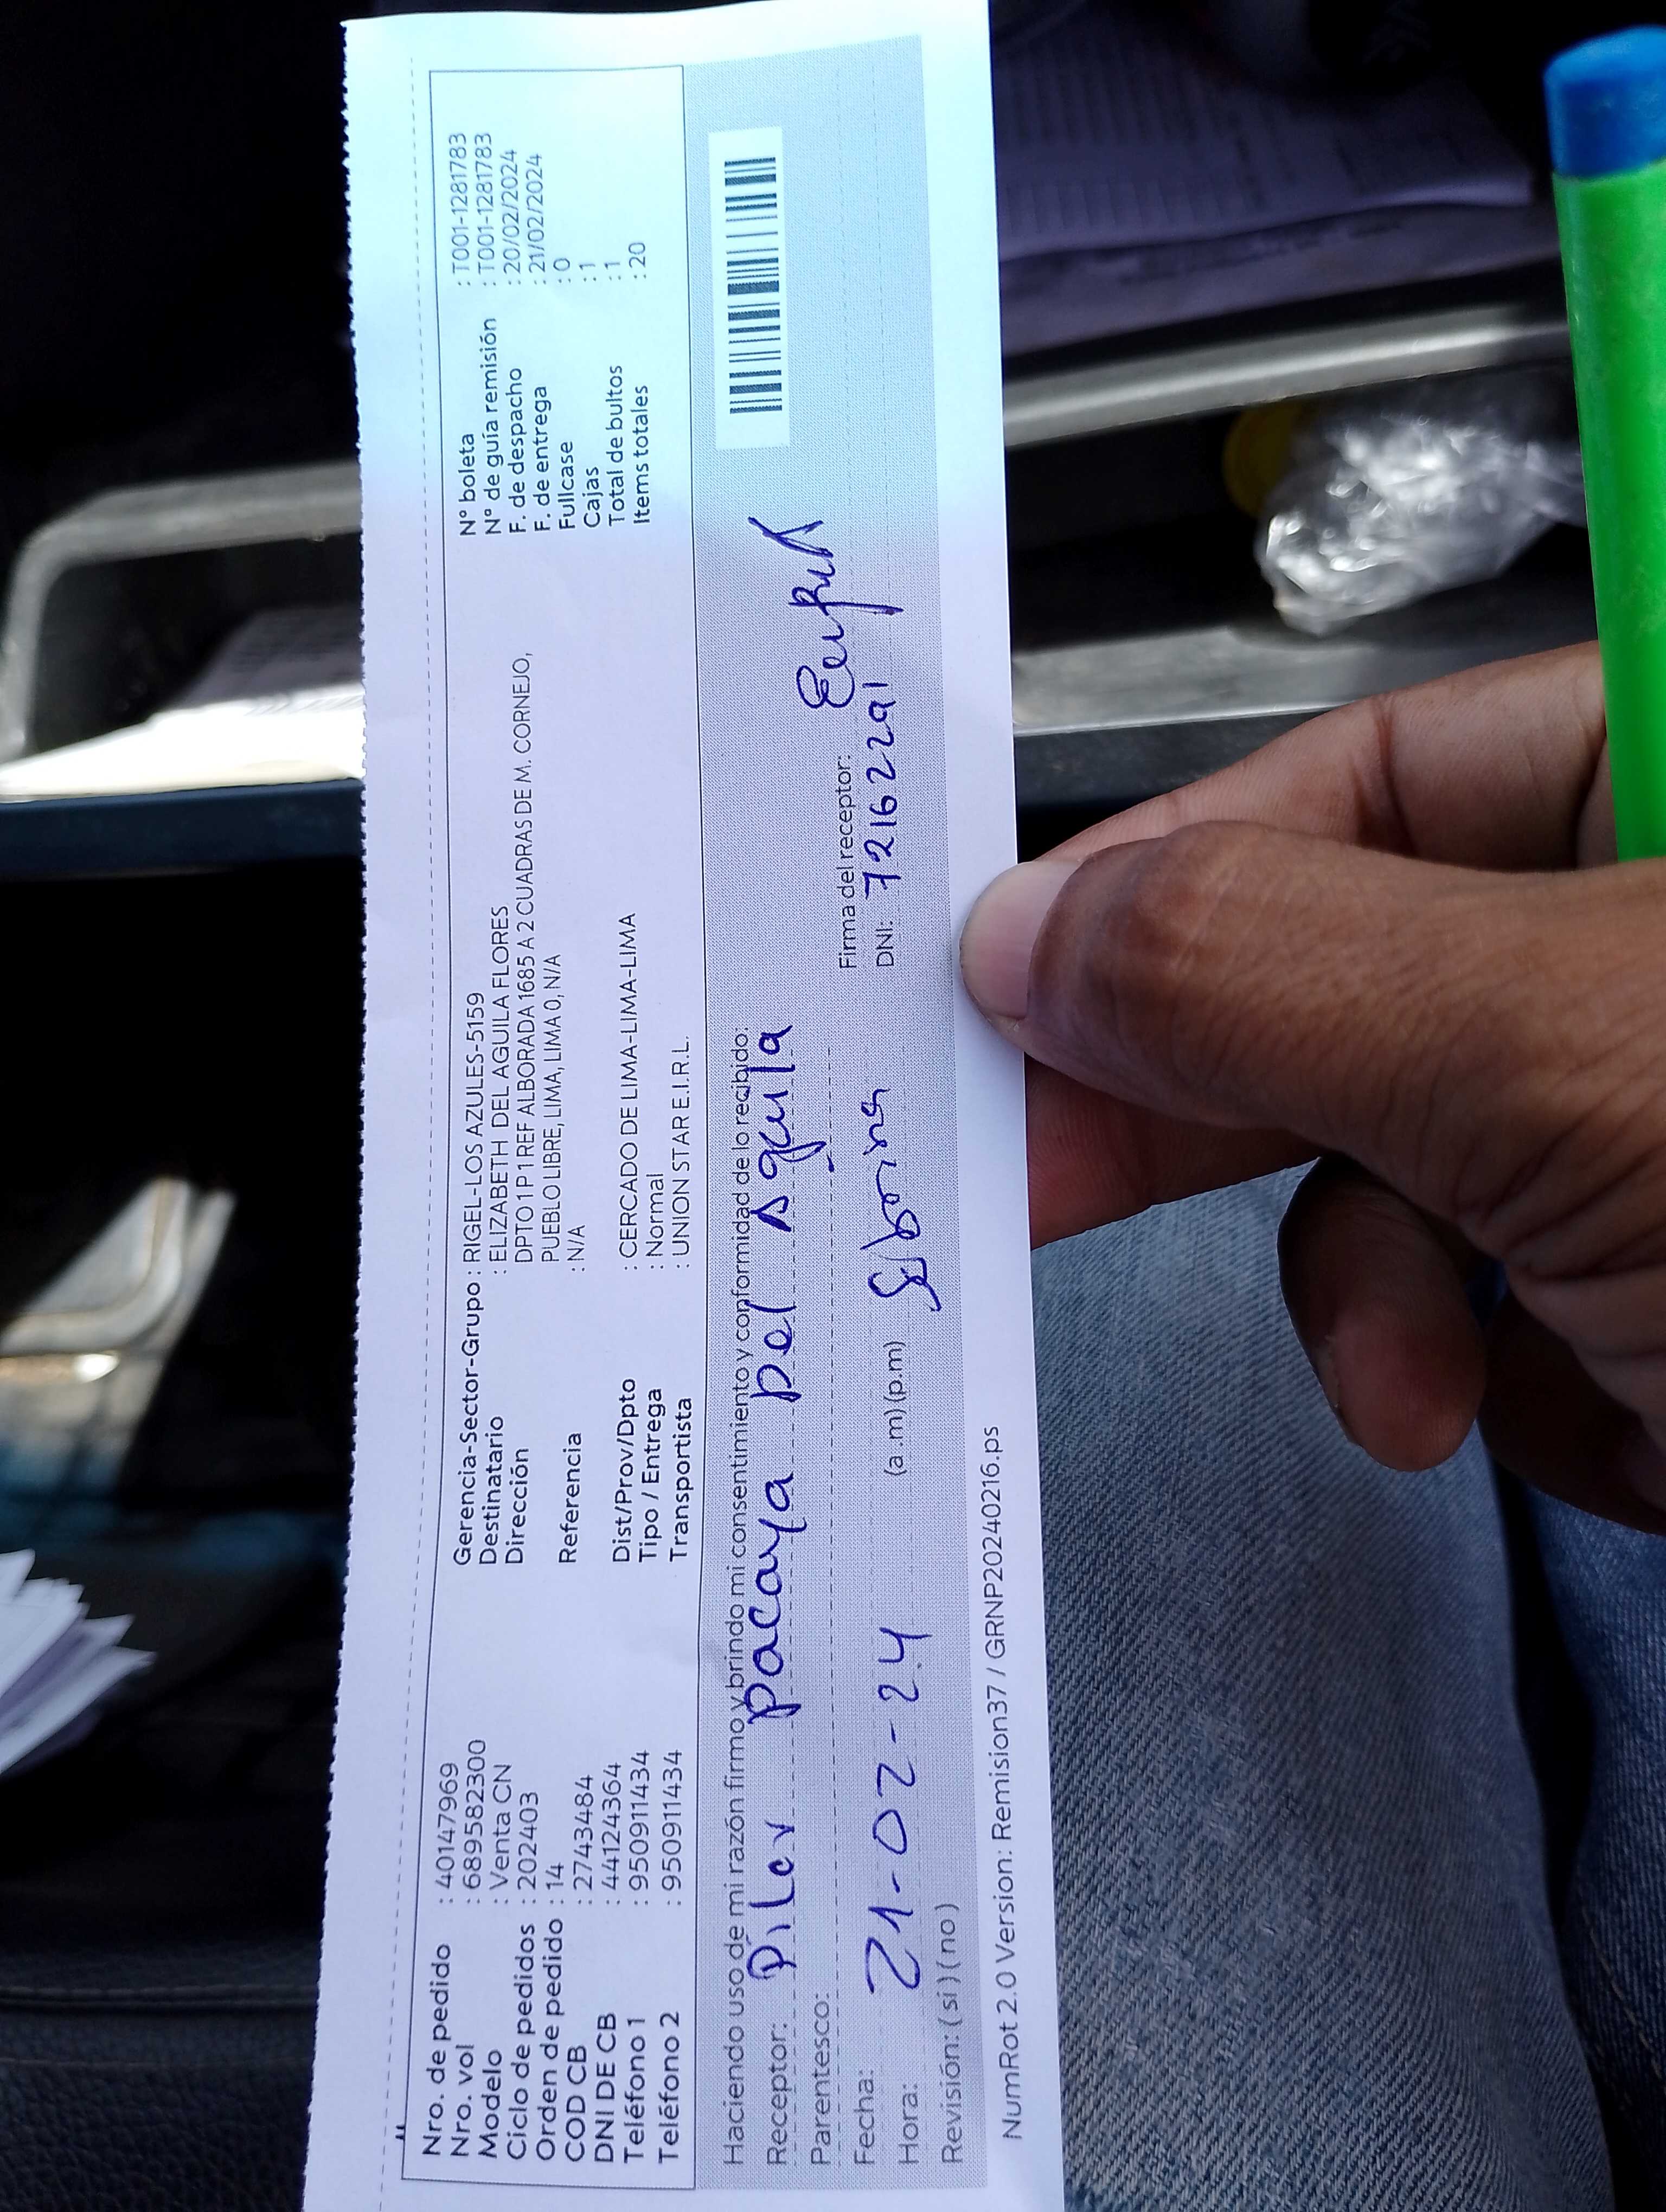 Nro. de pedido : 40147969
Nro. vol : 6895582300
Modelo : Venta CN
Ciclo de pedidos : 202403
Orden de pedido : 14
COD CB : 2743484
DNI DE CB : 44124364
Teléfono 1 : 950911434
Teléfono 2 : 950911434
Gerencia-Sector-Grupo : RIGEL-LOS AZULES-5159
Destinatario : ELIZABETH DEL AGUILA FLORES
Dirección DPTO 1 P 1 REF ALBORADA 1685 A 2 CUADRAS DE M. CORNEJO,
PUEBLO LIBRE, LIMA, LIMA 0, N/A
Referencia : N/A
Dist/Prov/Dpto : CERCADO DE LIMA-LIMA-LIMA
Tipo / Entrega : Normal
Transportista : UNION STAR E.I.R.L.
N° boleta : T001-1281783
N° de guía remisión : T001-1281783
F. de despacho : 20/02/2024
F. de entrega : 21/02/2024
Fullcase : 0
Cajas : 1
Total de bultos : 1
Items totales : 20
Haciendo uso de mi razón firmo y brindo mi consentimiento y conformidad de lo recibido:
Receptor: Piler pacaya Del Agula
Parentesco:
Firma del receptor:
Fecha: 21-02-24
DNI: 72162291
Hora: (a.m) (p.m)
Revisión: ( si ) ( no )
NumRot 2.0 Version: Remision37 / GRNP20240216.ps